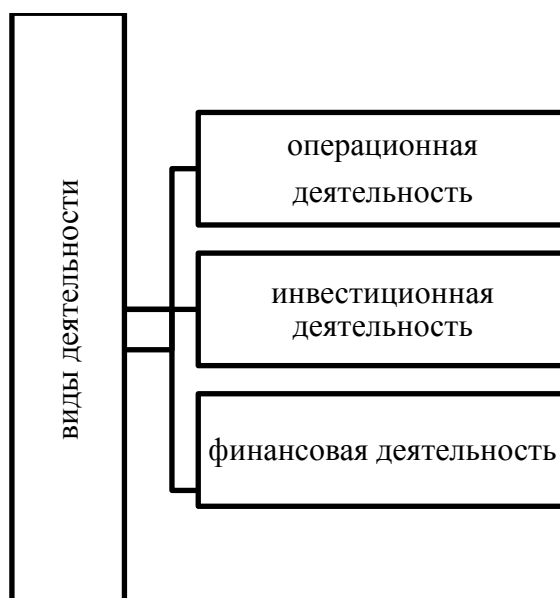 виды деятельности
операционная
деятельность
инвестиционная
деятельность
финансовая деятельность